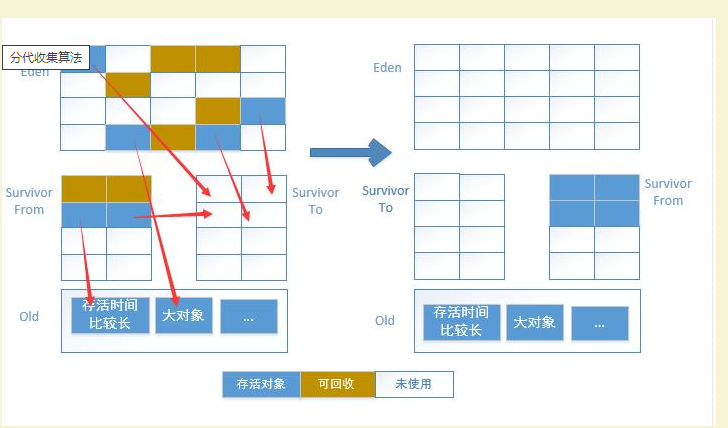 分代收集算法
Eden
Eden
Survivor
From
Survivor
To
Survivor
To
Survivor
From
Old
存活时间
比较长
大对象
...
Old
存活时间
比较长
大对象
...
存活对象
可回收
未使用